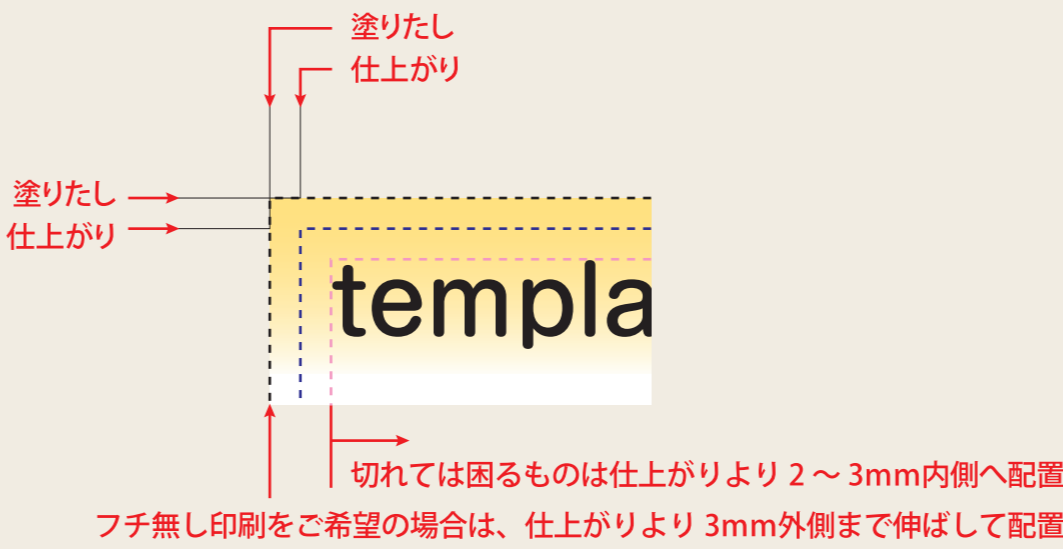 塗りたし
仕上がり
塗りたし
仕上がり
templa
切れては困るものは仕上がりより 2 〜 3mm内側へ配置
フチ無し印刷をご希望の場合は、仕上がりより 3mm外側まで伸ばして配置